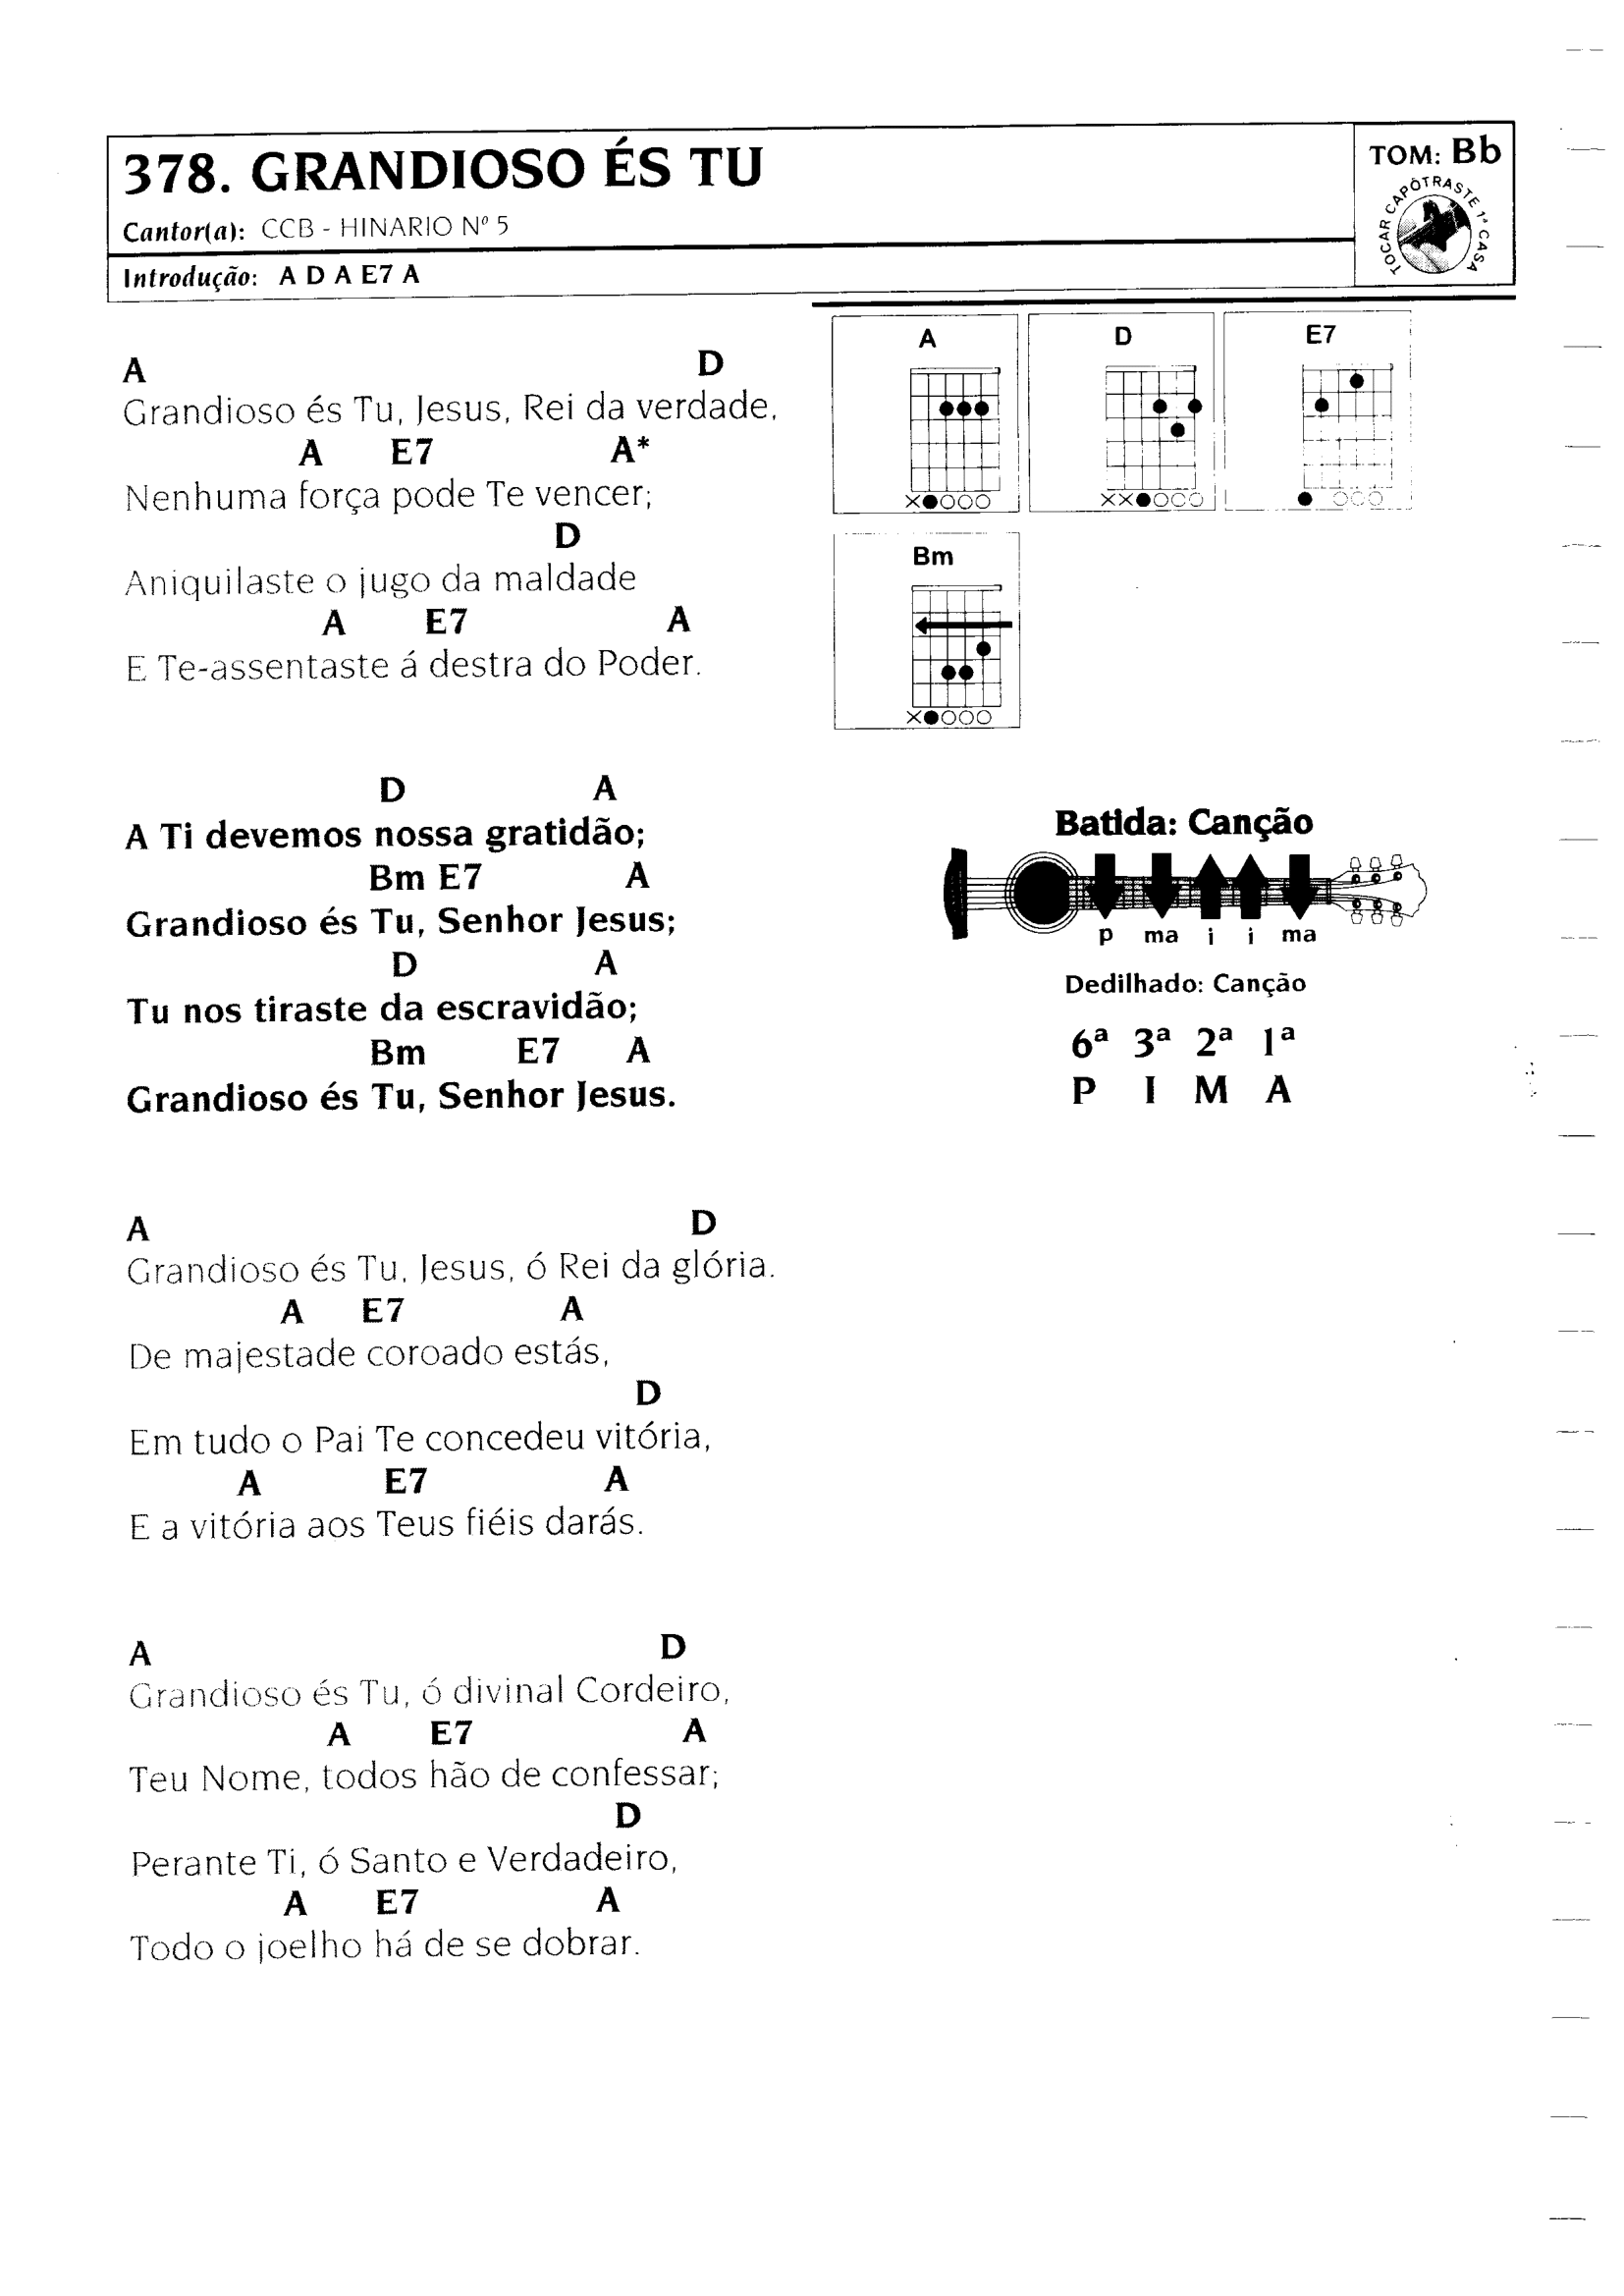 378. GRANDIOSO ÉS TU
Cantor(a): CCB - HINARIO Nº 5
Introdução: A D A E7 A
TOM: Bb
TOCAR CAPÔTRASTE 1ª CASA
A D
Grandioso és Tu, Jesus, Rei da verdade,
A E7 A*
Nenhuma força pode Te vencer;
D
Aniquilaste o jugo da maldade
A E7 A
E Te-assentaste á destra do Poder.
D A
A Ti devemos nossa gratidão;
Bm E7 A
Grandioso és Tu, Senhor Jesus;
D A
Tu nos tiraste da escravidão;
Bm E7 A
Grandioso és Tu, Senhor Jesus.
A D
Grandioso és Tu, Jesus, ó Rei da glória.
A E7 A
De majestade coroado estás,
D
Em tudo o Pai Te concedeu vitória,
A E7 A
E a vitória aos Teus fiéis darás.
A D
Grandioso és Tu, ó divinal Cordeiro,
A E7 A
Teu Nome, todos hão de confessar;
D
Perante Ti, ó Santo e Verdadeiro,
A E7 A
Todo o joelho há de se dobrar.
A D E7
Bm
Batida: Canção
p ma i i ma
Dedilhado: Canção
6ª 3ª 2ª 1ª
P I M A